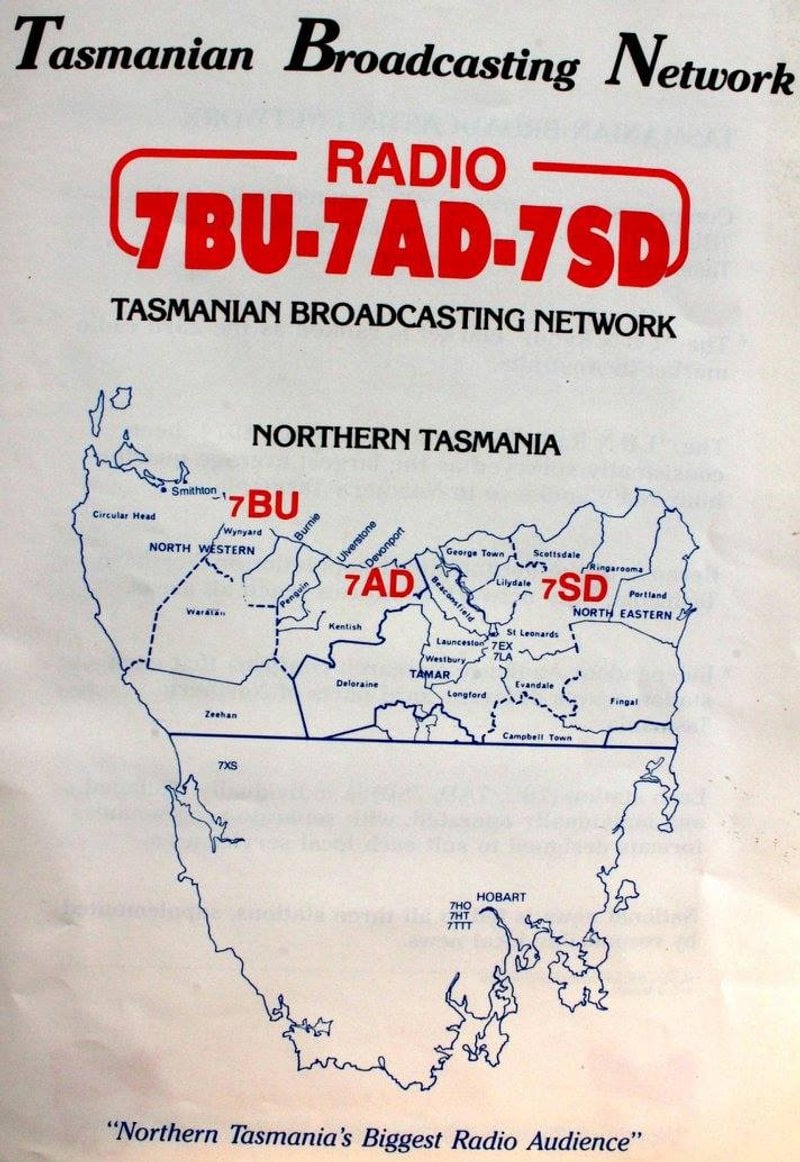 Tasmanian Broadcasting Network
RADIO
7BU-7AD-7SD
TASMANIAN BROADCASTING NETWORK
NORTHERN TASMANIA
Smithton
7BU
Circular Head
Wynyard
Burnie
NORTH WESTERN
Ulverstone
Devonport
George Town
Scottsdale
Ringarooma
7AD
Beaconsfield
Lilydale
7SD
Portland
Penguin
Waratah
NORTH EASTERN
Kentish
St Leonards
Launceston
7EX
7LA
Westbury
TAMAR
Deloraine
Longford
Evandale
Fingal
Zeehan
Campbell Town
7XS
HOBART
7HO
7HT
7TTT
"Northern Tasmania's Biggest Radio Audience"